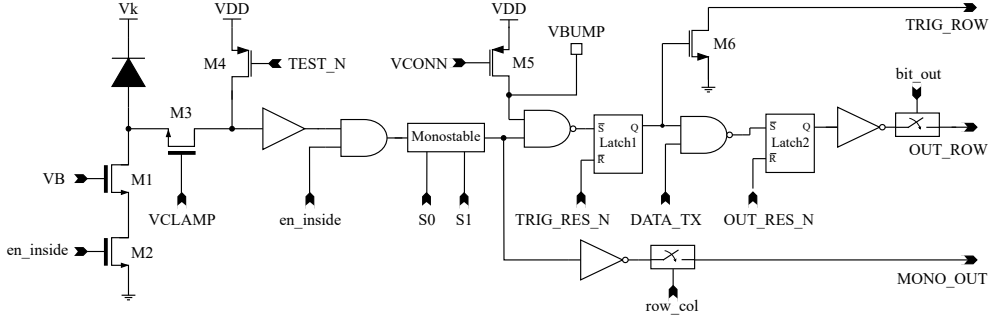 Vk
VDD
VDD
VBUMP
TRIG_ROW
M4
TEST_N
VCONN
M5
M6
bit_out
M3
Monostable
S̅
Q
Latch1
R̅
S̅
Q
Latch2
R̅
OUT_ROW
VB
M1
VCLAMP
en_inside
S0
S1
TRIG_RES_N
DATA_TX
OUT_RES_N
en_inside
M2
MONO_OUT
row_col